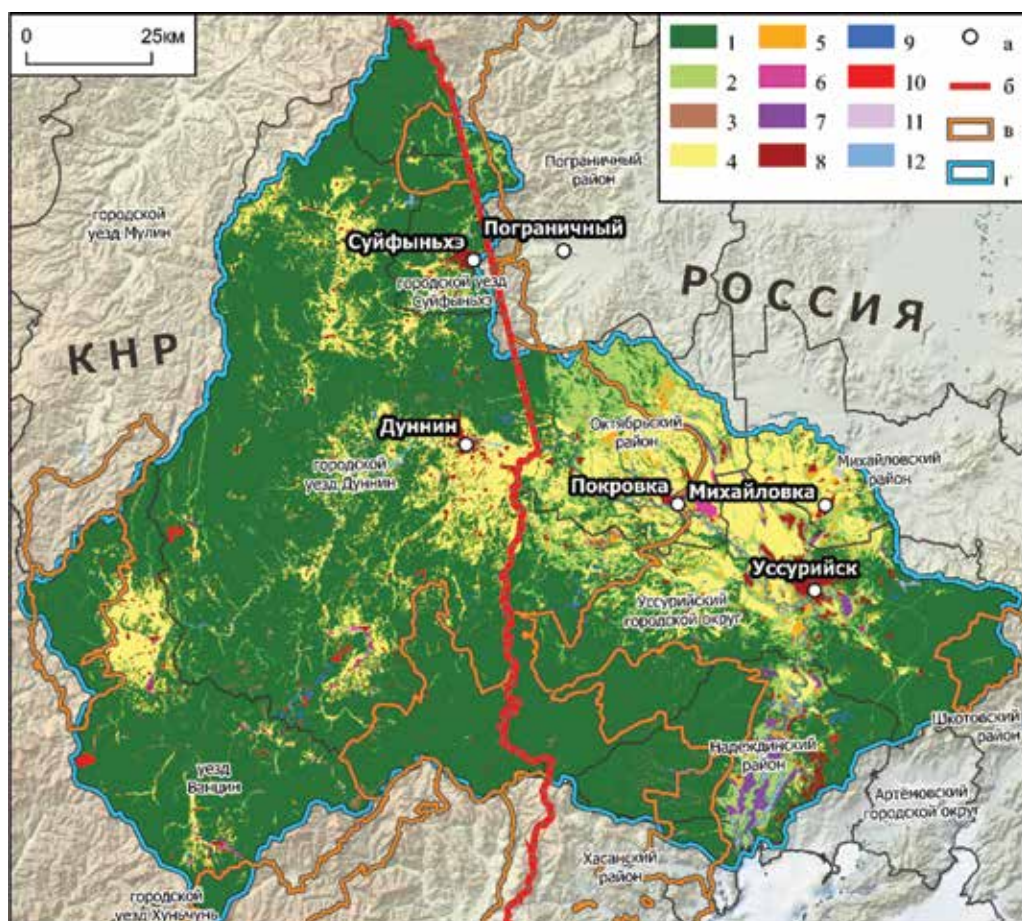 0 25км
1 5 9 а
2 6 10 б
3 7 11 в
4 8 12 г
Пограничный
район
городской
уезд Мулин
Пограничный
Суйфыньхэ
городской уезд
Суйфыньхэ
РОССИЯ
КНР
Дуннин
городской
уезд Дуннин
Октябрьский
район
Михайловский
район
Покровка
Михайловка
Уссурийск
Уссурийский
городской округ
Шкотовский
район
Надеждинский
район
уезд
Ванцин
Артёмовский
городской округ
Хасанский
район
городской
уезд Хуньчунь